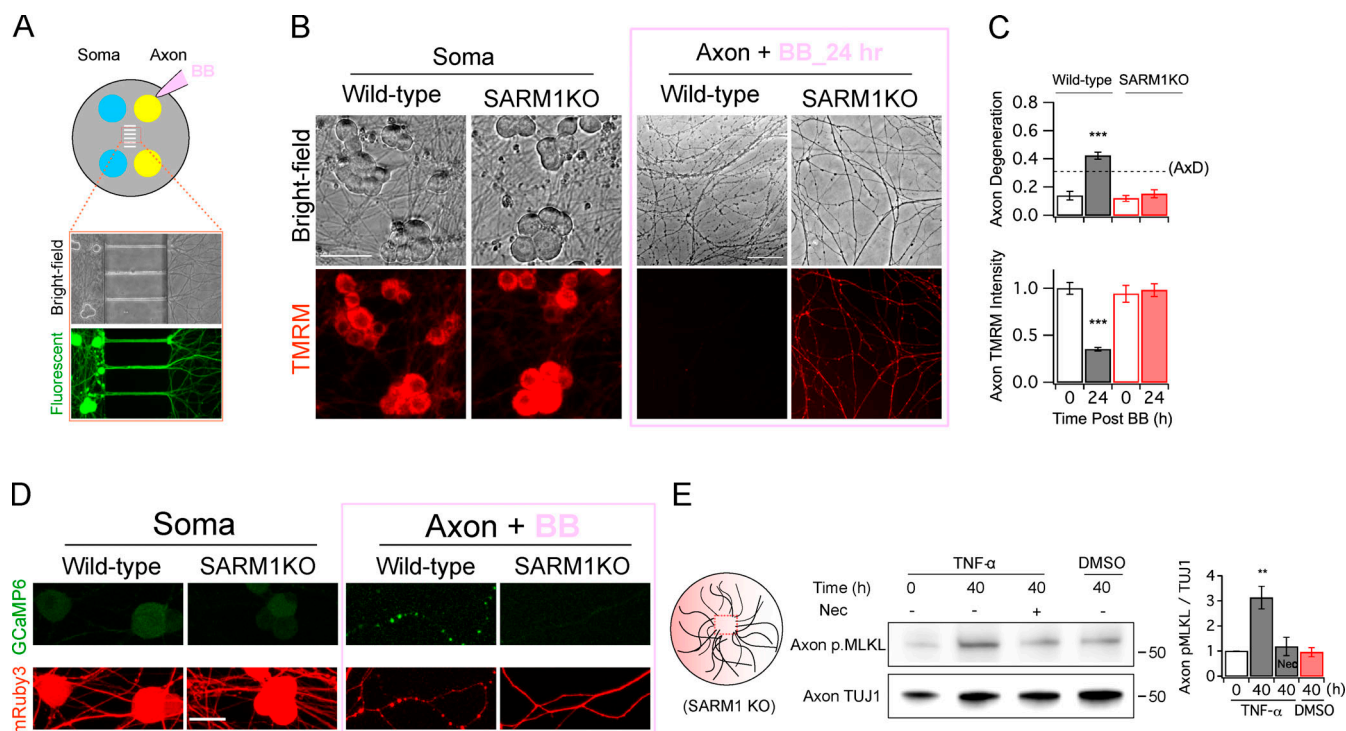 A
Soma Axon
BB
Bright-field
Fluorescent
B
Soma
Axon + BB_24 hr
Wild-type SARM1KO Wild-type SARM1KO
Bright-field
TMRM
C
Wild-type SARM1KO
Axon Degeneration
0.8
0.6
0.4
0.2
0.0
***
(AxD)
Axon TMRM Intensity
1.0
0.5
0.0
***
0 24 0 24
Time Post BB (h)
D
Soma
Axon + BB
Wild-type SARM1KO Wild-type SARM1KO
GCaMP6
mRuby3
E
(SARM1 KO)
TNF-α DMSO
Time (h) 0 40 40 40
Nec - - + -
Axon p.MLKL
-50
Axon TUJ1
-50
Axon pMLKL / TUJ1
5
4
3
2
1
0
**
Nec
0 40 40 40 (h)
TNF-α DMSO